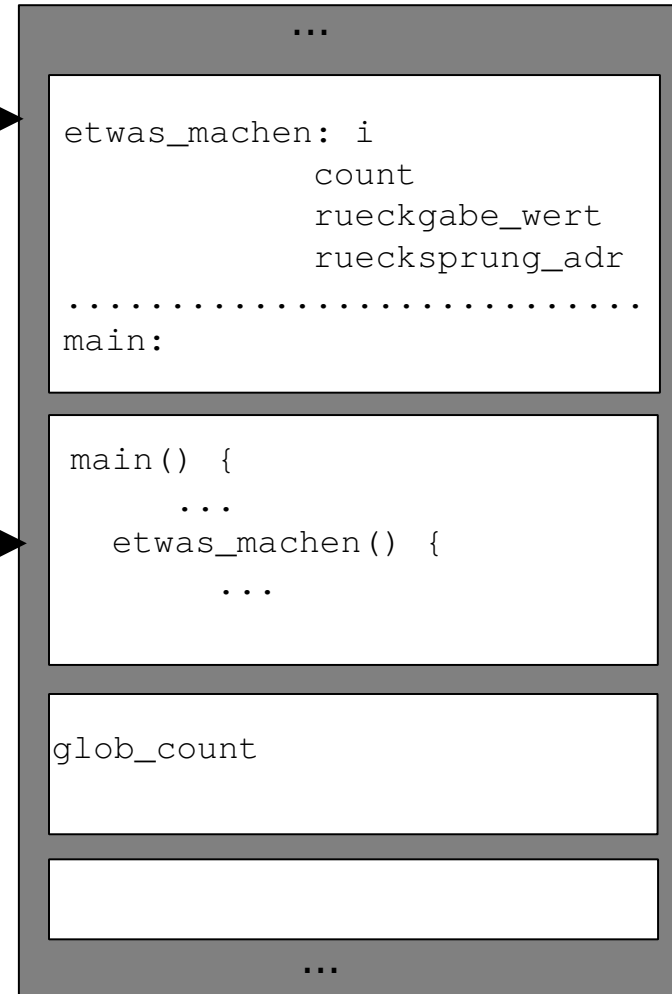 ...
etwas_machen: i
count
rueckgabe_wert
ruecksprung_adr
............................
main:
main() {
...
etwas_machen() {
...
glob_count
...